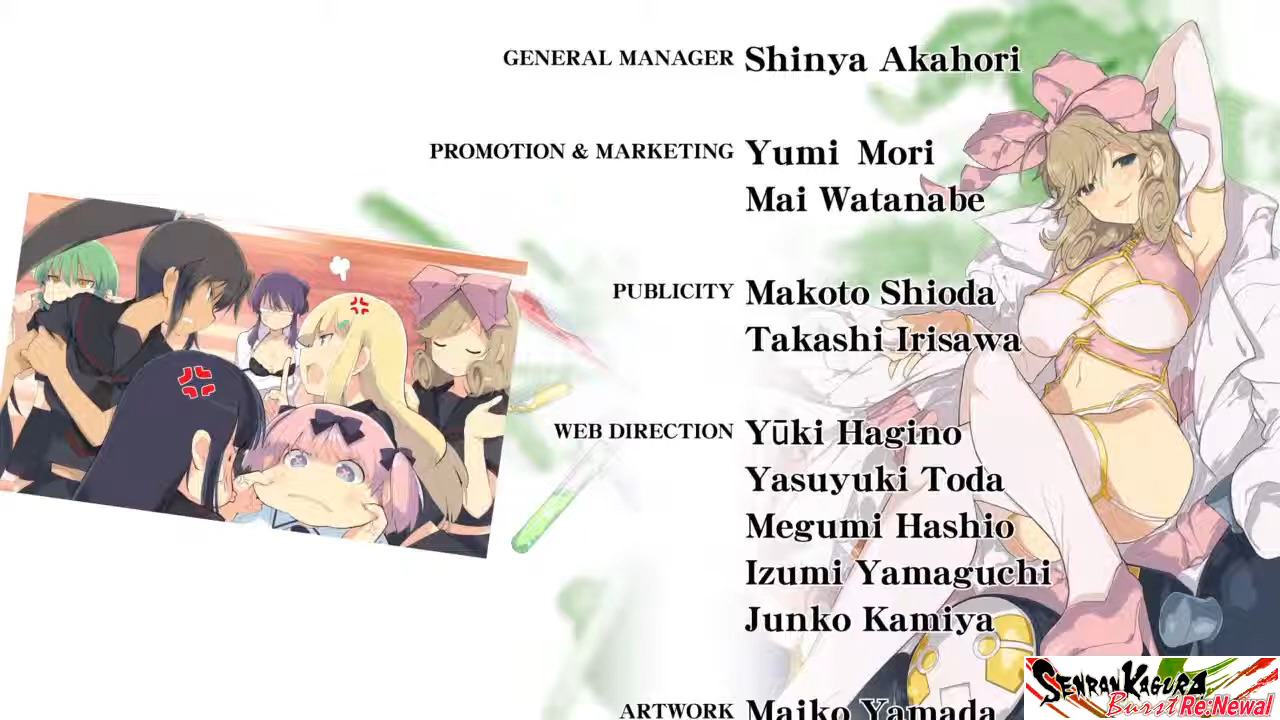 GENERAL MANAGER Shinya Akahori
PROMOTION & MARKETING Yumi Mori
Mai Watanabe
PUBLICITY Makoto Shioda
Takashi Irisawa
WEB DIRECTION Yūki Hagino
Yasuyuki Toda
Megumi Hashio
Izumi Yamaguchi
Junko Kamiya
ARTWORK Maiko Yamada
SENRAN KAGURA
Burst Re:Newal